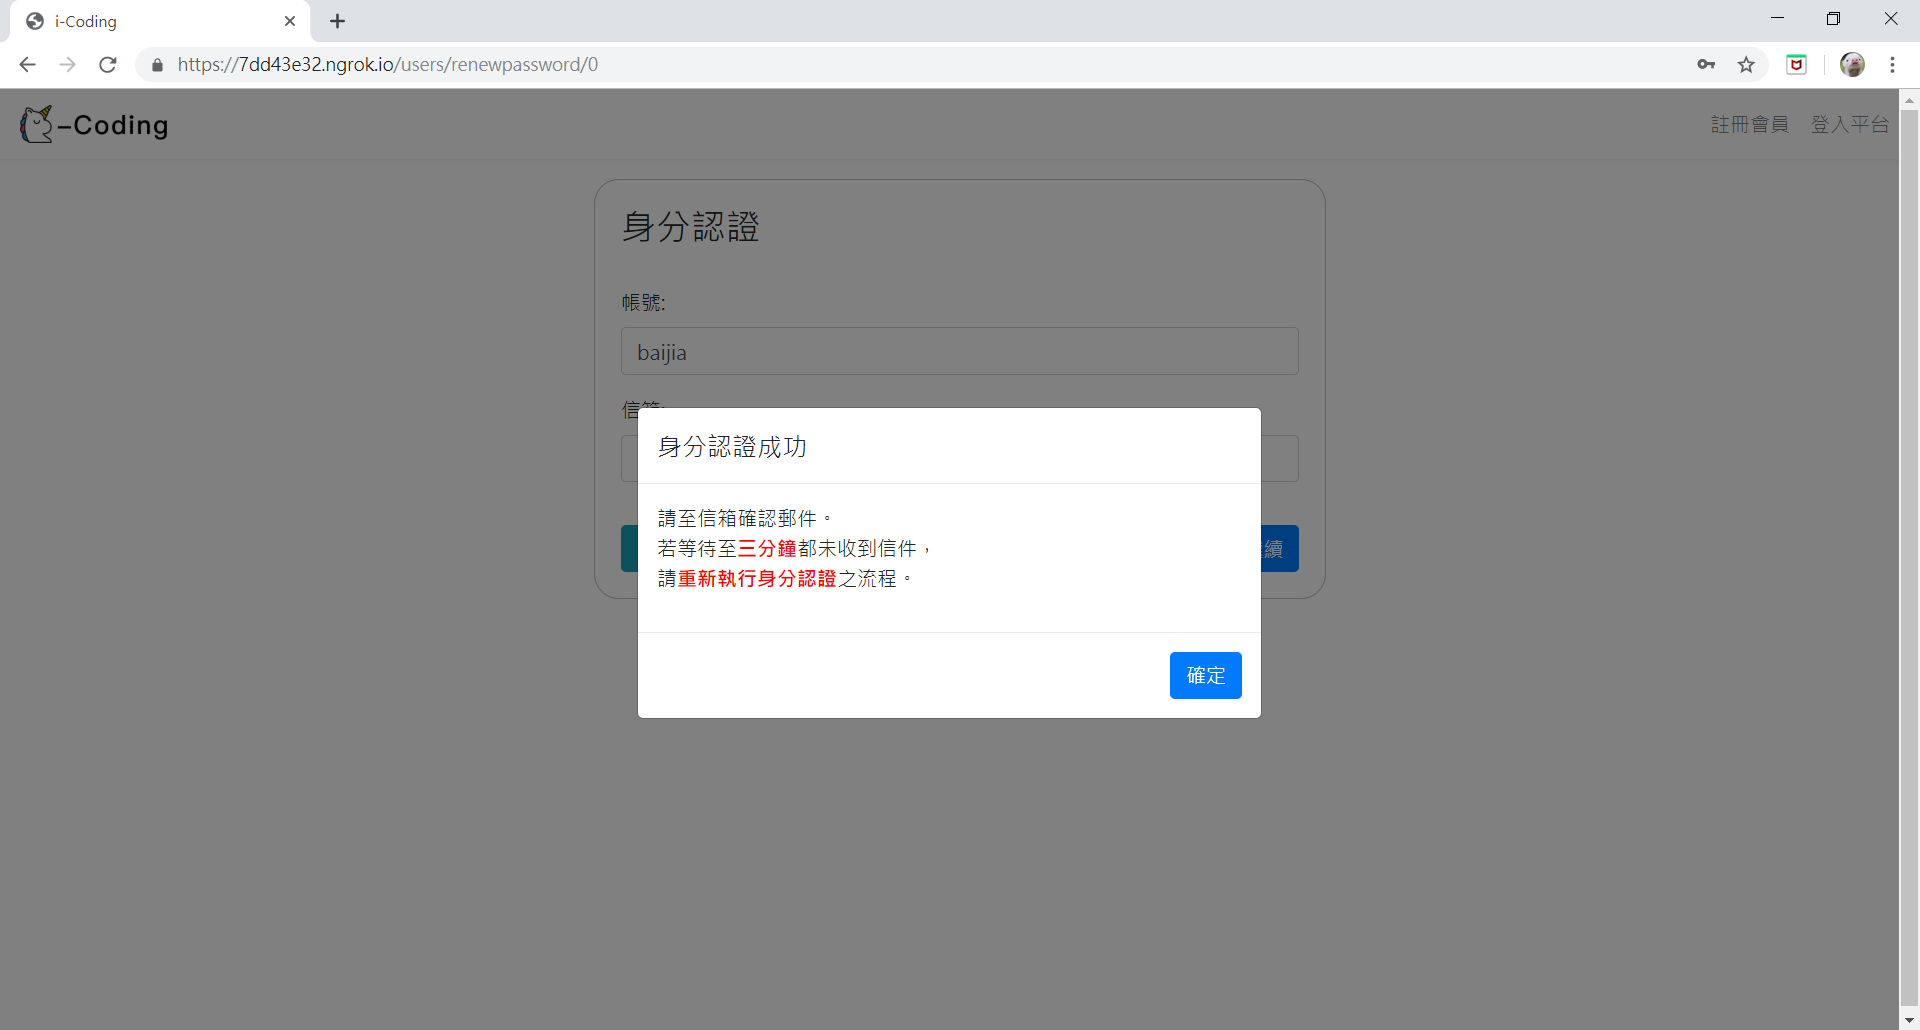 i-Coding
https://7dd43e32.ngrok.io/users/renewpassword/0
-Coding
註冊會員 登入平台
身分認證
帳號:
baijia
信箱:
續
身分認證成功
請至信箱確認郵件。
若等待至三分鐘都未收到信件，
請重新執行身分認證之流程。
確定